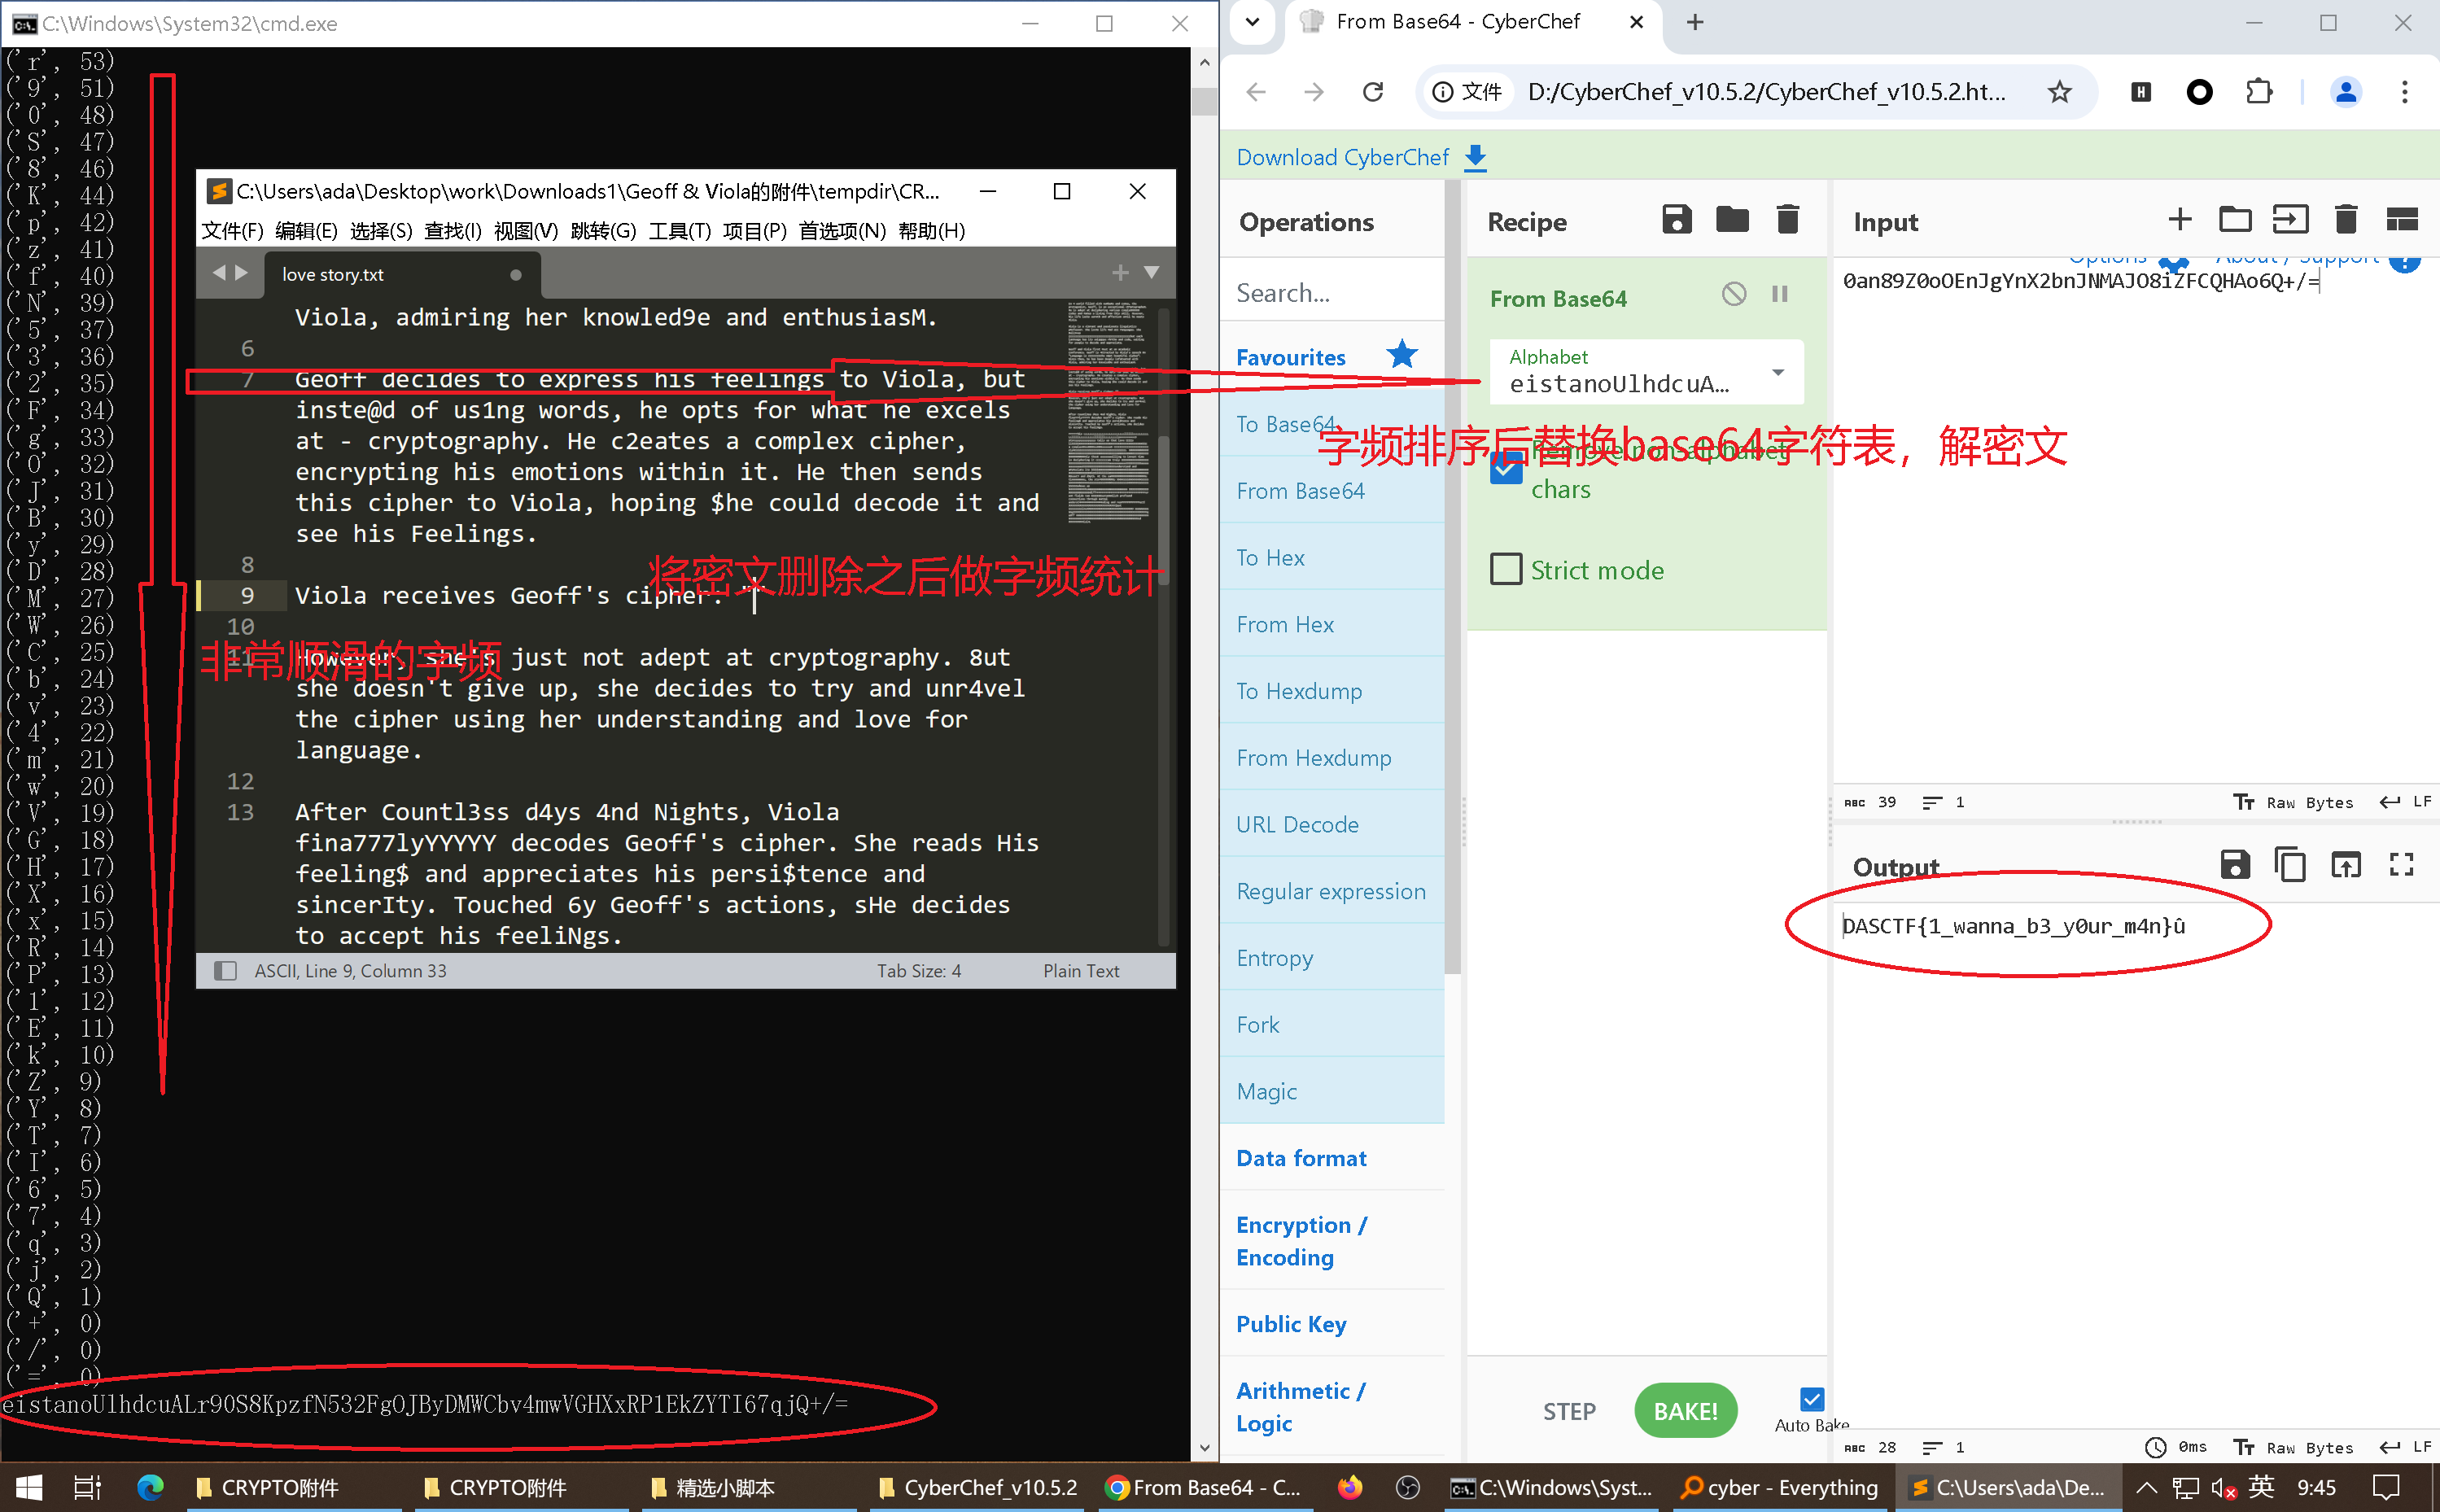 C:\Windows\System32\cmd.exe
('r', 53)
('9', 51)
('0', 48)
('S', 47)
('8', 46)
('K', 44)
('p', 42)
('z', 41)
('f', 40)
('N', 39)
('5', 37)
('3', 36)
('2', 35)
('F', 34)
('g', 33)
('O', 32)
('J', 31)
('B', 30)
('y', 29)
('D', 28)
('M', 27)
('W', 26)
('C', 25)
('b', 24)
('v', 23)
('4', 22)
('m', 21)
('w', 20)
('V', 19)
('G', 18)
('H', 17)
('X', 16)
('x', 15)
('R', 14)
('P', 13)
('1', 12)
('E', 11)
('k', 10)
('Z', 9)
('Y', 8)
('T', 7)
('I', 6)
('6', 5)
('7', 4)
('q', 3)
('j', 2)
('Q', 1)
('+', 0)
('/', 0)
('=', 0)
eistanoUlhdcuALr90S8KpzfN532FgOJByDMWCbv4mwVGHXxRP1EkZYTI67qjQ+/=
C:\Users\ada\Desktop\work\Downloads1\Geoff & Viola的附件\tempdir\CR...
文件(F) 编辑(E) 选择(S) 查找(I) 视图(V) 跳转(G) 工具(T) 项目(P) 首选项(N) 帮助(H)
love story.txt
Viola, admiring her knowled9e and enthusiasM.
6
7 Geoff decides to express his feelings to Viola, but
inste@d of us1ng words, he opts for what he excels
at - cryptography. He c2eates a complex cipher,
encrypting his emotions within it. He then sends
this cipher to Viola, hoping $he could decode it and
see his Feelings.
8
将密文删除之后做字频统计
9 Viola receives Geoff's cipher:
10
非常顺滑的字频
11 However, she's just not adept at cryptography. 8ut
she doesn't give up, she decides to try and unr4vel
the cipher using her understanding and love for
language.
12
13 After Countl3ss d4ys 4nd Nights, Viola
fina777lyYYYYY decodes Geoff's cipher. She reads His
feeling$ and appreciates his persi$tence and
sincerIty. Touched 6y Geoff's actions, sHe decides
to accept his feeliNgs.
ASCII, Line 9, Column 33 Tab Size: 4 Plain Text
From Base64 - CyberChef
文件 D:/CyberChef_v10.5.2/CyberChef_v10.5.2.ht...
Download CyberChef
Operations
Search...
Favourites
To Base64
From Base64
To Hex
From Hex
To Hexdump
From Hexdump
URL Decode
Regular expression
Entropy
Fork
Magic
Data format
Encryption /
Encoding
Public Key
Arithmetic /
Logic
Recipe
From Base64
Alphabet
eistanoUlhdcuA...
字频排序后替换base64字符表，解密文
Remove non-alphabet
chars
Strict mode
STEP
BAKE!
Auto Bake
Input
Options About / Support
0an89Z0oOEnJgYnX2bnJNMAJO8iZFCQHAo6Q+/=
ABC 39 1 Raw Bytes LF
Output
DASCTF{1_wanna_b3_y0ur_m4n}û
ABC 28 1 0ms Raw Bytes LF
CRYPTO附件 CRYPTO附件 精选小脚本 CyberChef_v10.5.2 From Base64 - C... C:\Windows\Syst... cyber - Everything C:\Users\ada\De... 英 9:45